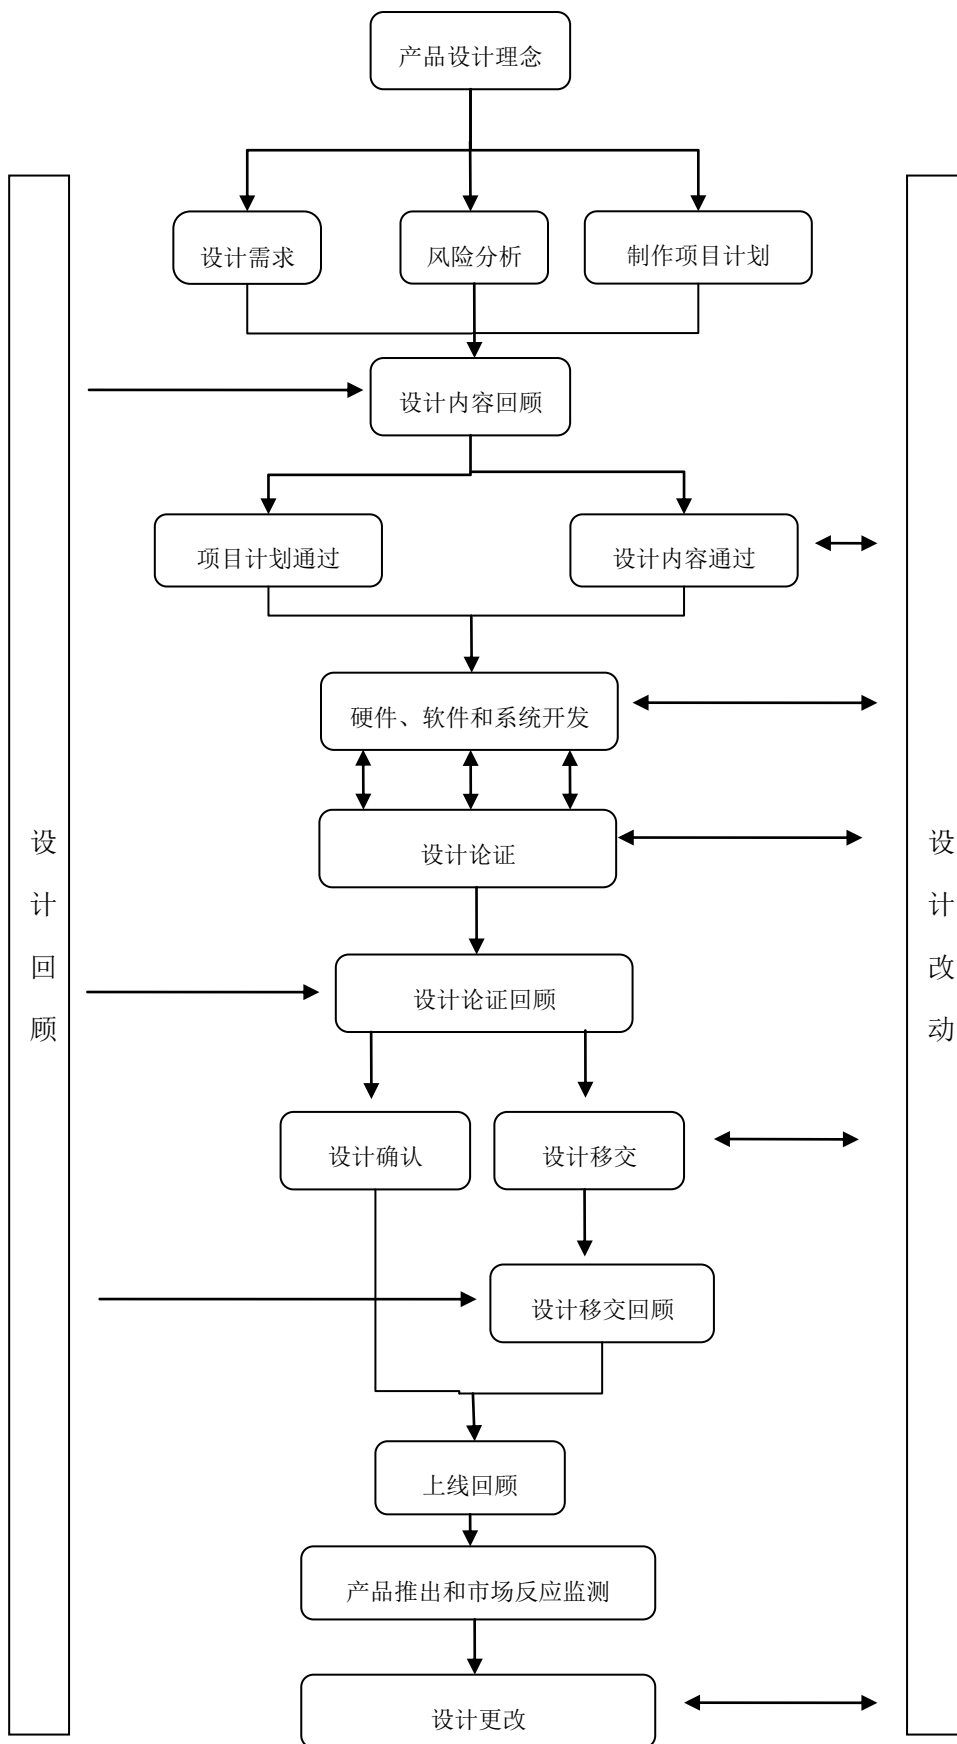 产品设计理念
设计需求
风险分析
制作项目计划
设计内容回顾
项目计划通过
设计内容通过
硬件、软件和系统开发
设计论证
设计论证回顾
设计确认
设计移交
设计移交回顾
上线回顾
产品推出和市场反应监测
设计更改
设计回顾
设计改动